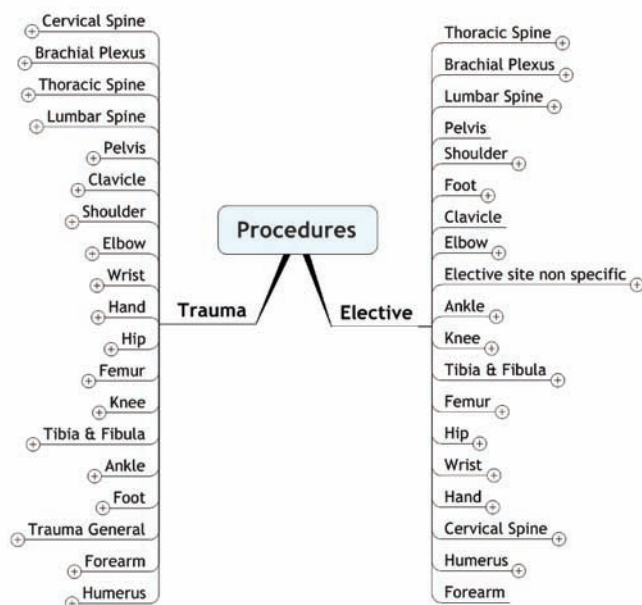 Procedures
Trauma
Cervical Spine
Brachial Plexus
Thoracic Spine
Lumbar Spine
Pelvis
Clavicle
Shoulder
Elbow
Wrist
Hand
Hip
Femur
Knee
Tibia & Fibula
Ankle
Foot
Trauma General
Forearm
Humerus
Elective
Thoracic Spine
Brachial Plexus
Lumbar Spine
Pelvis
Shoulder
Foot
Clavicle
Elbow
Elective site non specific
Ankle
Knee
Tibia & Fibula
Femur
Hip
Wrist
Hand
Cervical Spine
Humerus
Forearm